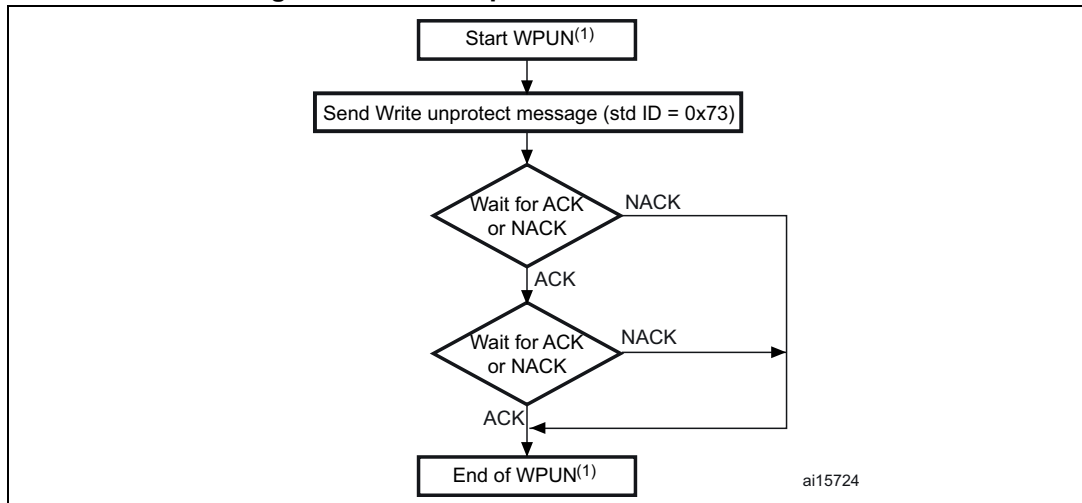 Start WPUN(1)
Send Write unprotect message (std ID = 0x73)
Wait for ACK
or NACK
NACK
ACK
Wait for ACK
or NACK
NACK
ACK
End of WPUN(1)
ai15724